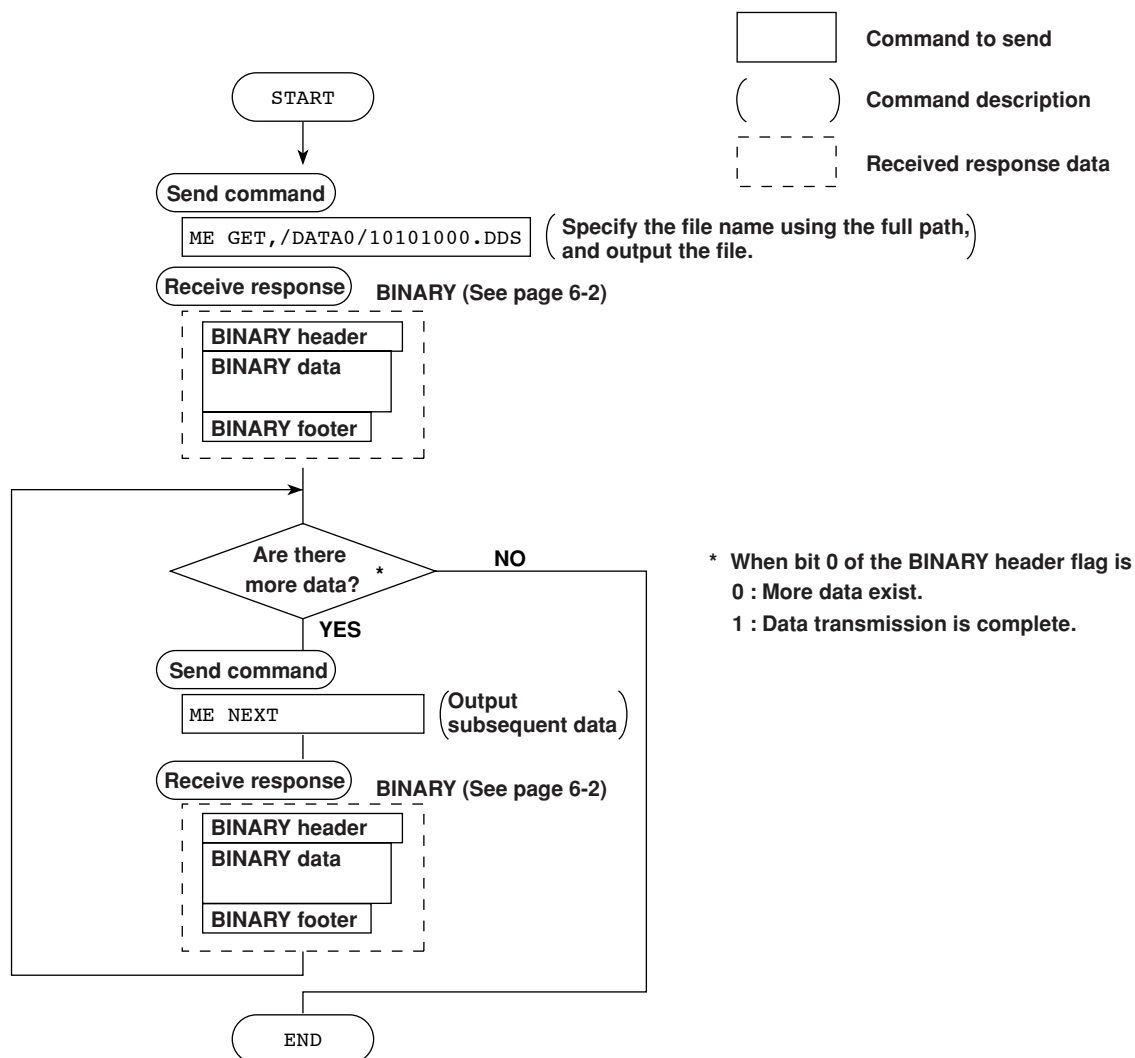 Command to send
Command description
Received response data
START
Send command
ME GET,/DATA0/10101000.DDS
Specify the file name using the full path,
and output the file.
Receive response
BINARY (See page 6-2)
BINARY header
BINARY data
BINARY footer
Are there
more data? *
NO
YES
* When bit 0 of the BINARY header flag is
0 : More data exist.
1 : Data transmission is complete.
Send command
ME NEXT
Output
subsequent data
Receive response
BINARY (See page 6-2)
BINARY header
BINARY data
BINARY footer
END